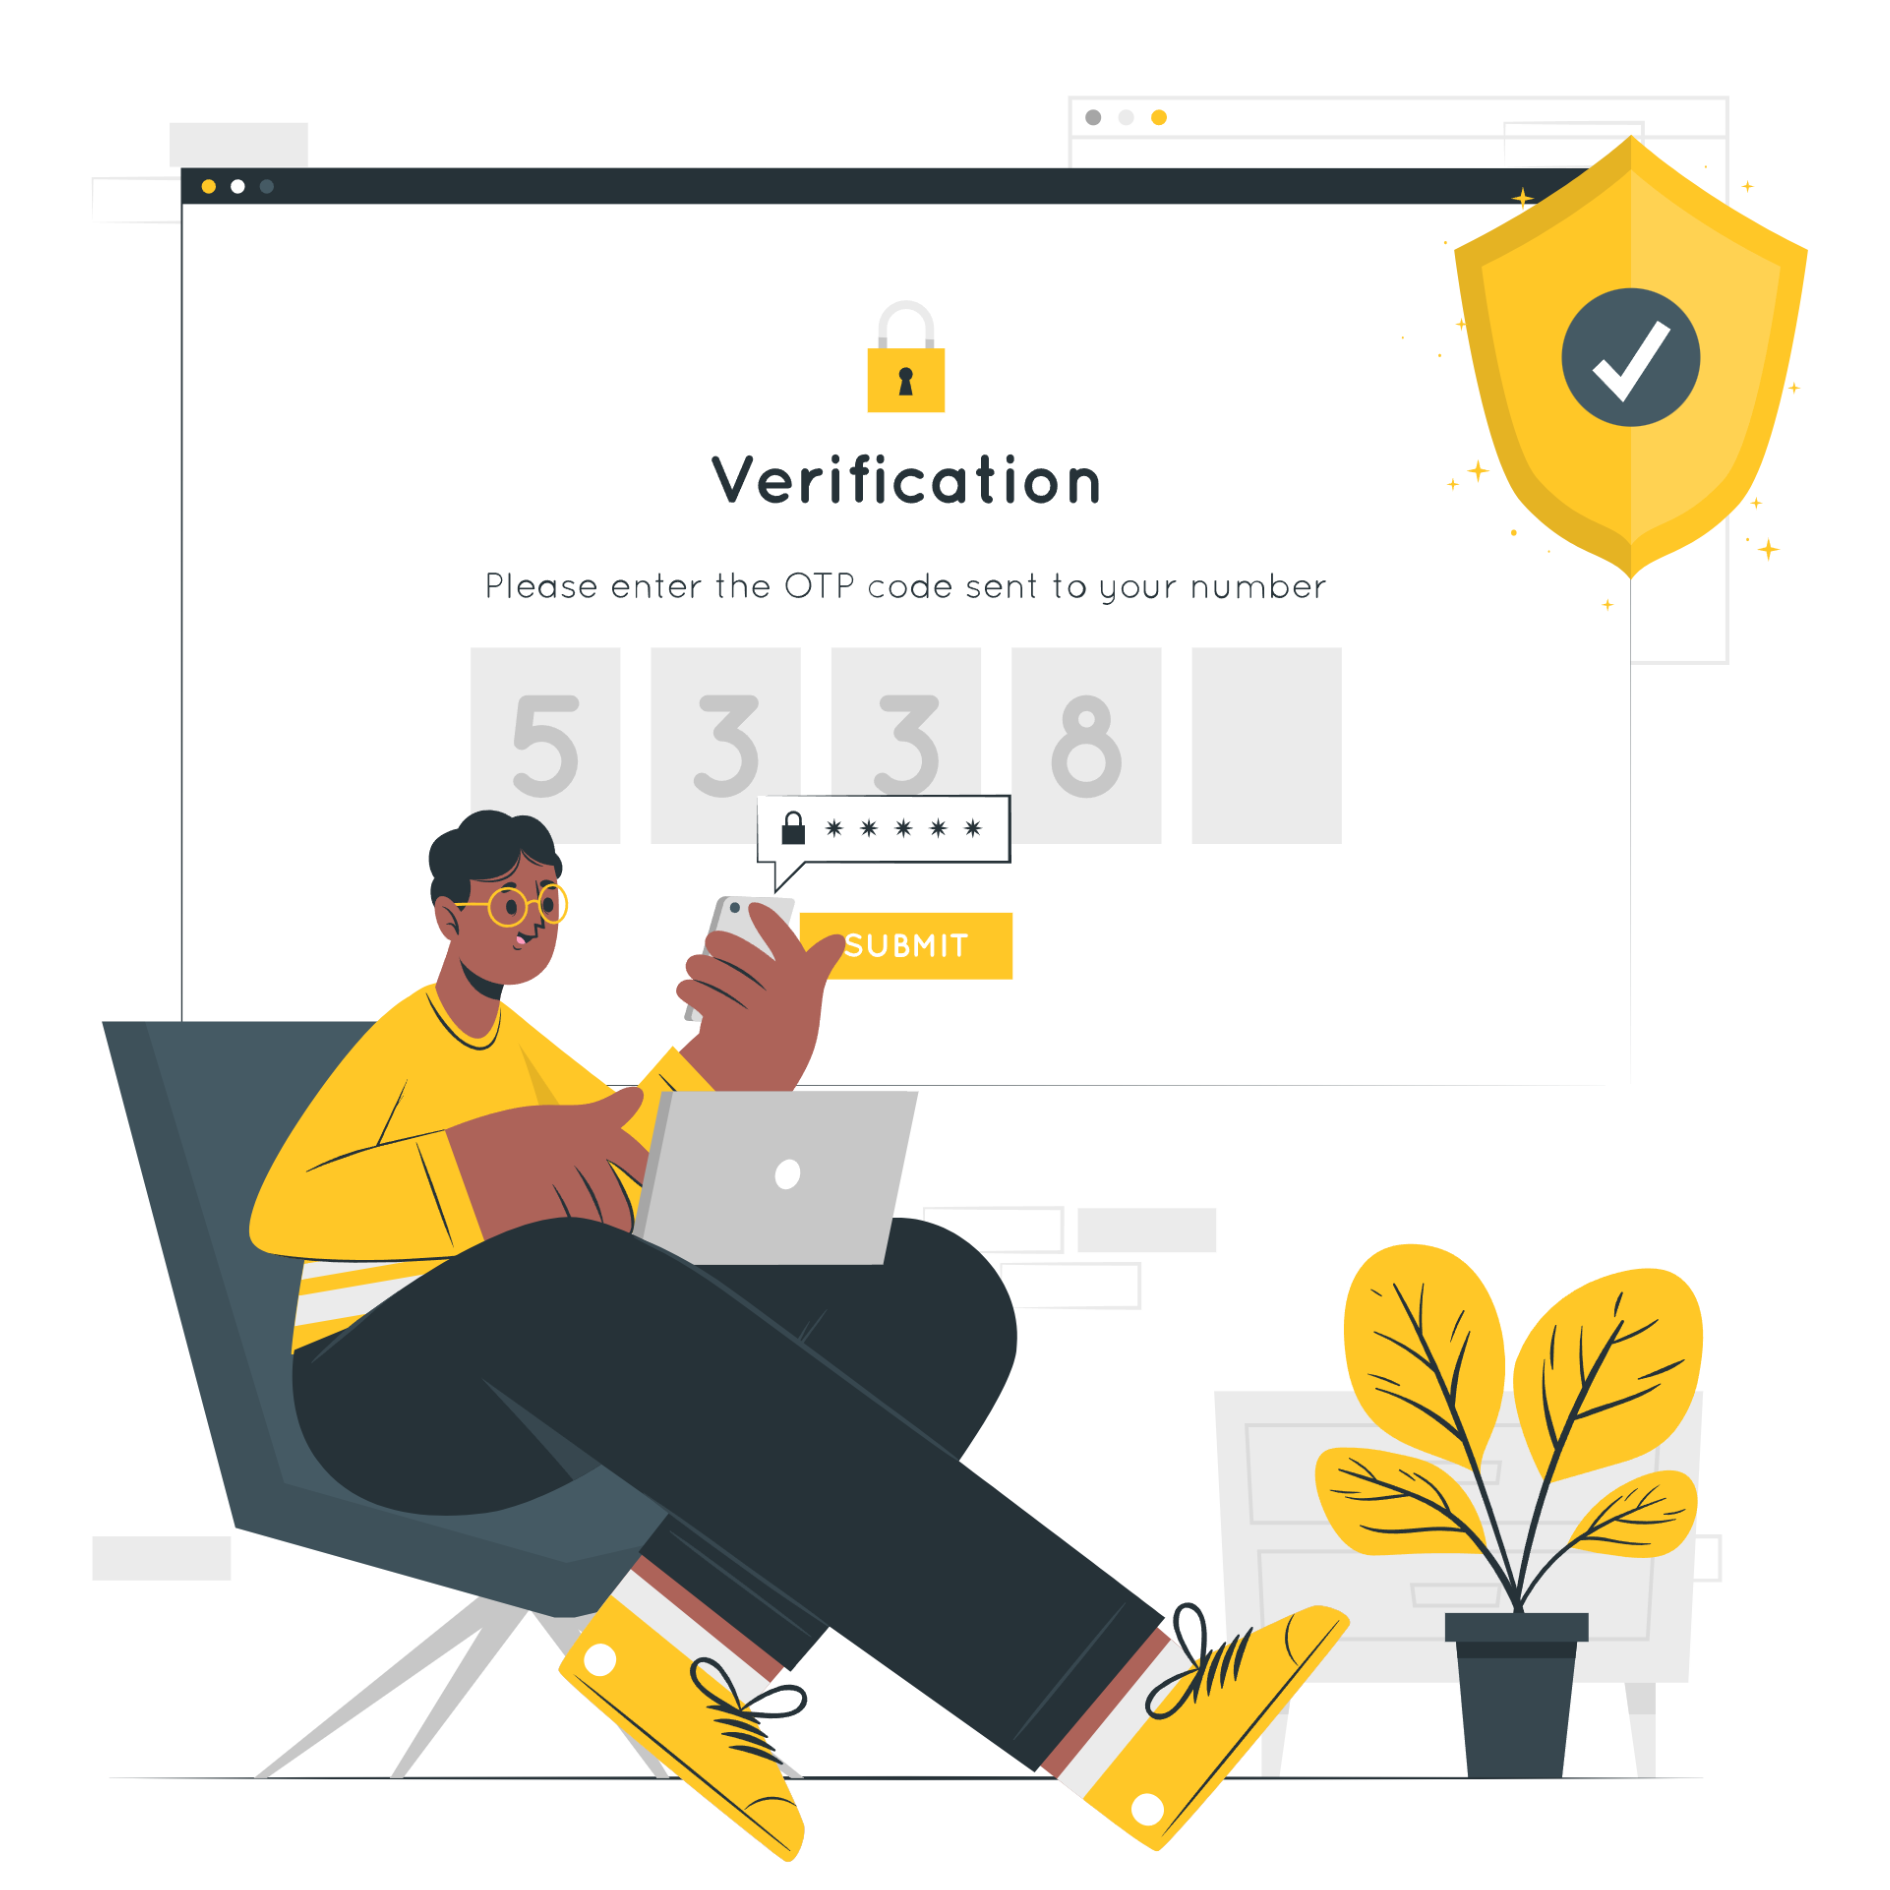 Verification
Please enter the OTP code sent to your number
5 3 3 8
* * * * *
SUBMIT